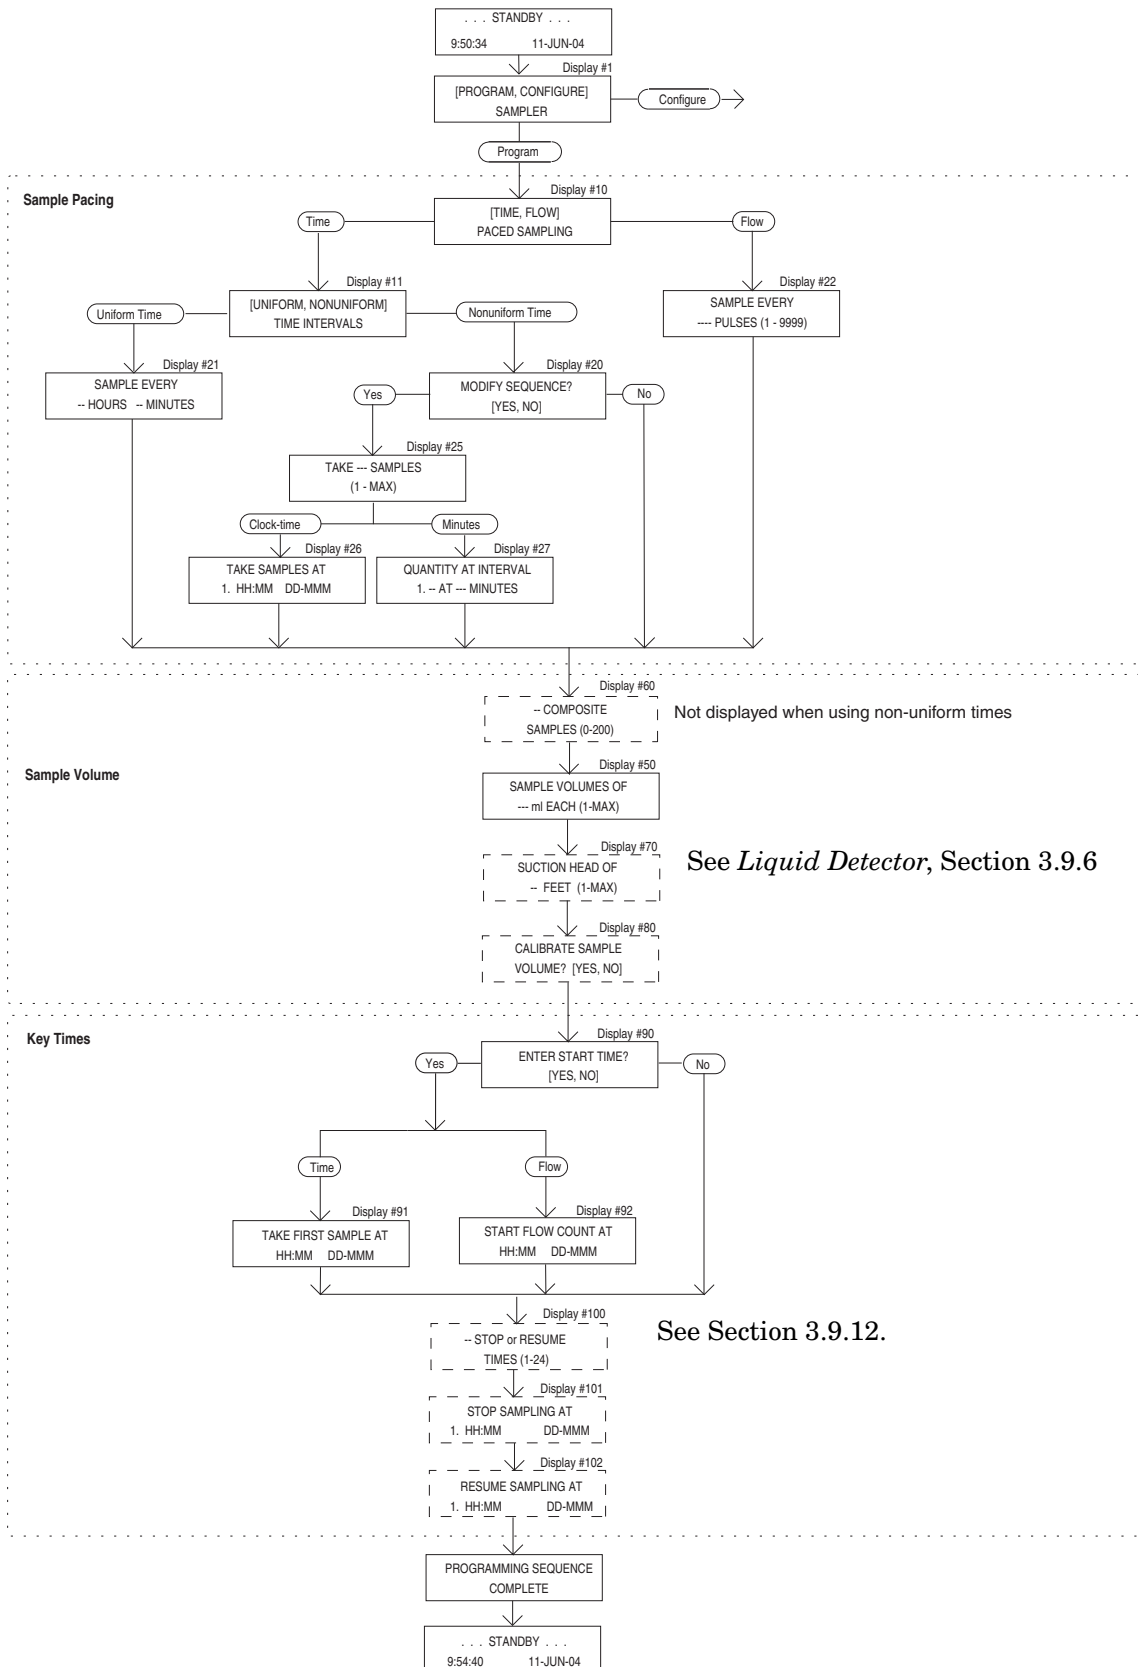 . . . STANDBY . . .
9:50:34 11-JUN-04
Display #1
[PROGRAM, CONFIGURE]
SAMPLER
Configure
Program
Sample Pacing
Display #10
[TIME, FLOW]
PACED SAMPLING
Time
Flow
Display #11
[UNIFORM, NONUNIFORM]
TIME INTERVALS
Display #22
SAMPLE EVERY
---- PULSES (1 - 9999)
Uniform Time
Nonuniform Time
Display #21
SAMPLE EVERY
-- HOURS -- MINUTES
Display #20
MODIFY SEQUENCE?
[YES, NO]
Yes
No
Display #25
TAKE --- SAMPLES
(1 - MAX)
Clock-time
Minutes
Display #26
TAKE SAMPLES AT
1. HH:MM DD-MMM
Display #27
QUANTITY AT INTERVAL
1. -- AT --- MINUTES
Display #60
-- COMPOSITE
SAMPLES (0-200)
Not displayed when using non-uniform times
Sample Volume
Display #50
SAMPLE VOLUMES OF
--- ml EACH (1-MAX)
Display #70
SUCTION HEAD OF
-- FEET (1-MAX)
See Liquid Detector, Section 3.9.6
Display #80
CALIBRATE SAMPLE
VOLUME? [YES, NO]
Key Times
Display #90
ENTER START TIME?
[YES, NO]
Yes
No
Time
Flow
Display #91
TAKE FIRST SAMPLE AT
HH:MM DD-MMM
Display #92
START FLOW COUNT AT
HH:MM DD-MMM
Display #100
-- STOP or RESUME
TIMES (1-24)
See Section 3.9.12.
Display #101
STOP SAMPLING AT
1. HH:MM DD-MMM
Display #102
RESUME SAMPLING AT
1. HH:MM DD-MMM
PROGRAMMING SEQUENCE
COMPLETE
. . . STANDBY . . .
9:54:40 11-JUN-04